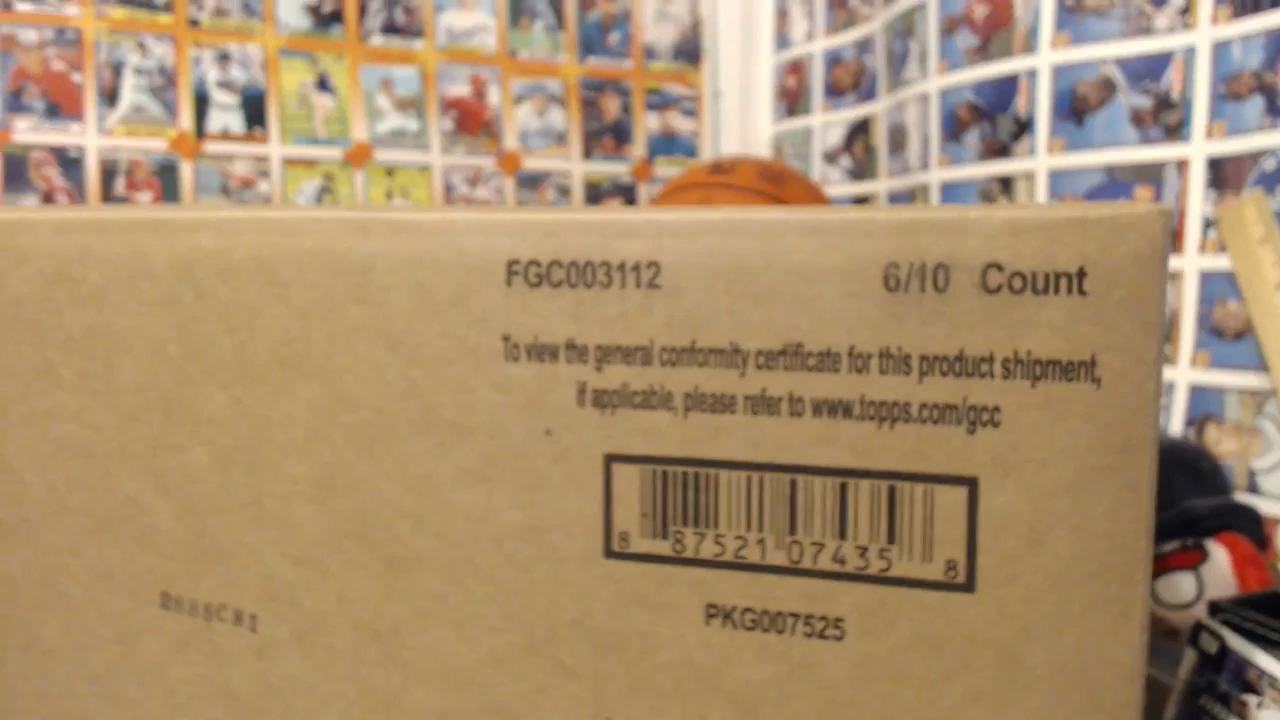 FGC003112
6/10 Count
To view the general conformity certificate for this product shipment,
if applicable, please refer to www.topps.com/gcc
8 87521 07435 8
PKG007525